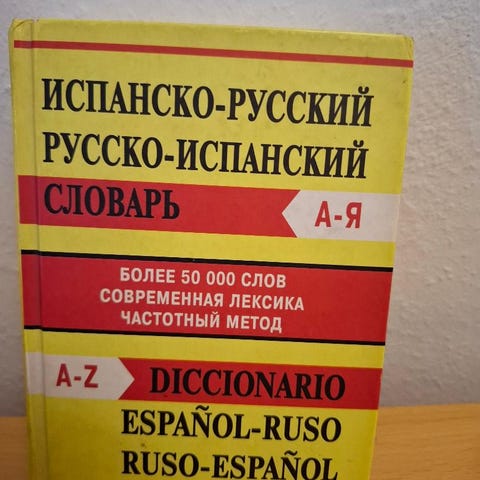 ИСПАНСКО-РУССКИЙ
РУССКО-ИСПАНСКИЙ
СЛОВАРЬ
А-Я
БОЛЕЕ 50 000 СЛОВ
СОВРЕМЕННАЯ ЛЕКСИКА
ЧАСТОТНЫЙ МЕТОД
A-Z
DICCIONARIO
ESPAÑOL-RUSO
RUSO-ESPAÑOL